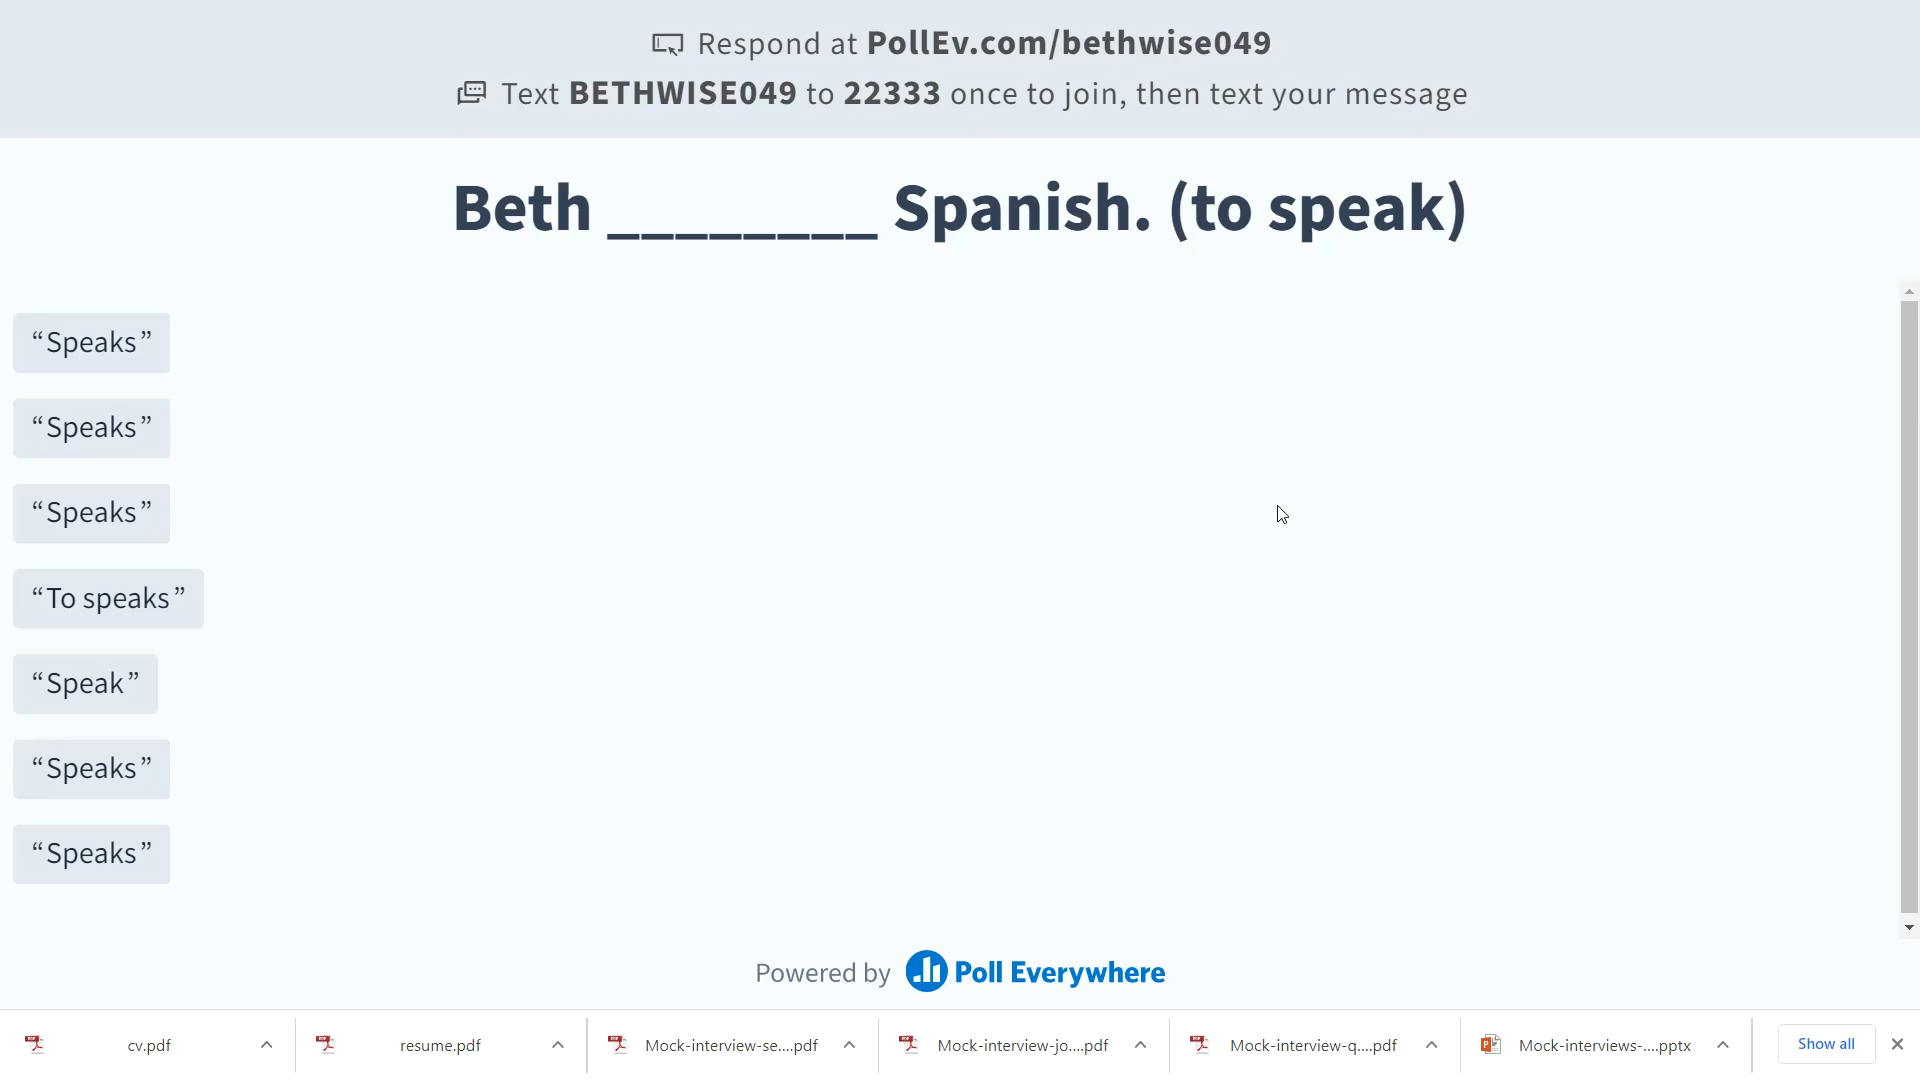 Respond at PollEv.com/bethwise049
Text BETHWISE049 to 22333 once to join, then text your message
Beth ________ Spanish. (to speak)
“Speaks”
“Speaks”
“Speaks”
“To speaks”
“Speak”
“Speaks”
“Speaks”
Powered by Poll Everywhere
cv.pdf resume.pdf Mock-interview-se....pdf Mock-interview-jo....pdf Mock-interview-q....pdf Mock-interviews-....pptx Show all